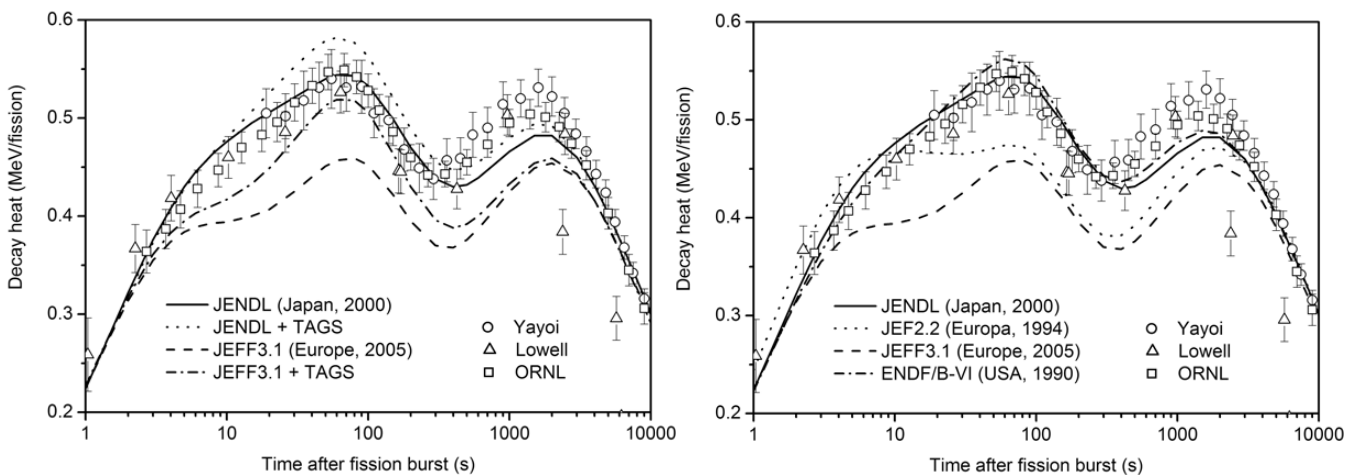 0.6
0.5
0.4
0.3
0.2
Decay heat (MeV/fission)
JENDL (Japan, 2000)
JENDL + TAGS
JEFF3.1 (Europe, 2005)
JEFF3.1 + TAGS
Yayoi
Lowell
ORNL
1
10
100
1000
10000
Time after fission burst (s)
0.6
0.5
0.4
0.3
0.2
Decay heat (MeV/fission)
JENDL (Japan, 2000)
JEF2.2 (Europa, 1994)
JEFF3.1 (Europe, 2005)
ENDF/B-VI (USA, 1990)
Yayoi
Lowell
ORNL
1
10
100
1000
10000
Time after fission burst (s)